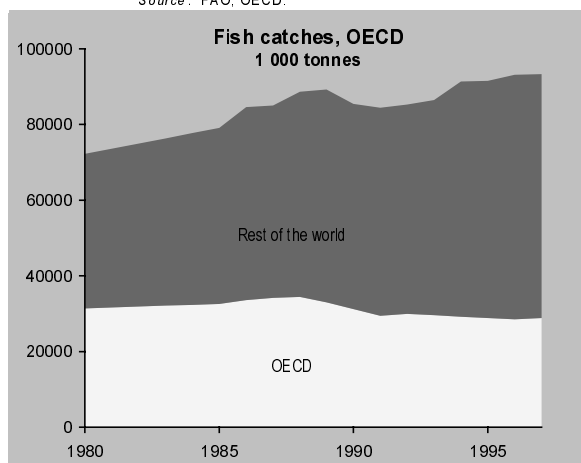 Source: FAO, OECD.
Fish catches, OECD
1 000 tonnes
100000
80000
60000
40000
20000
0
Rest of the world
OECD
1980 1985 1990 1995